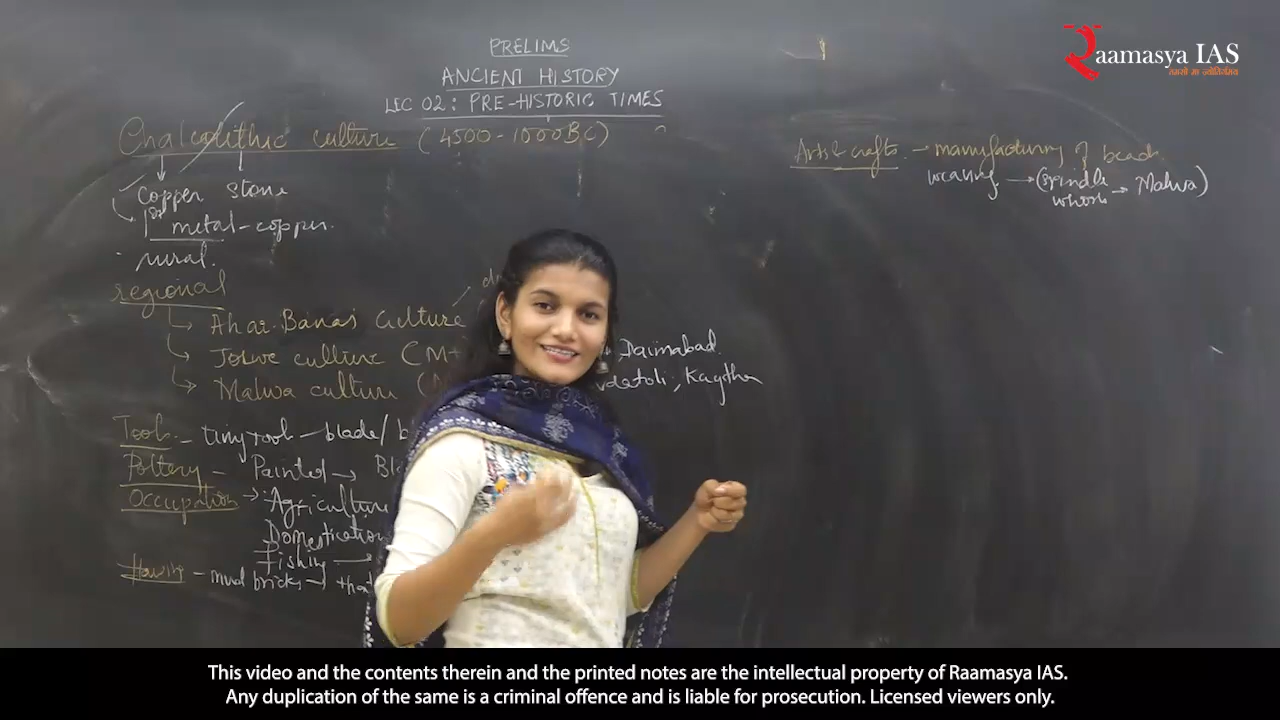 Raamasya IAS
तमसो मा ज्योतिर्गमय
PRELIMS
ANCIENT HISTORY
LEC 02: PRE-HISTORIC TIMES
Chalcolithic culture (4500-1000BC)
Copper stone
1st metal-copper.
rural.
regional
Ahar-Banas Culture
Jorwe culture (M+ Daimabad
Malwa culture Kaytha
Tools - tiny tool - blade/
Pottery - Painted →
Occupation → Agriculture
Domestication
Fishing
Housing - mud bricks →
Arts & crafts → manufacturing of beads
weaving → (spindle whorls → Malwa)
This video and the contents therein and the printed notes are the intellectual property of Raamasya IAS.
Any duplication of the same is a criminal offence and is liable for prosecution. Licensed viewers only.